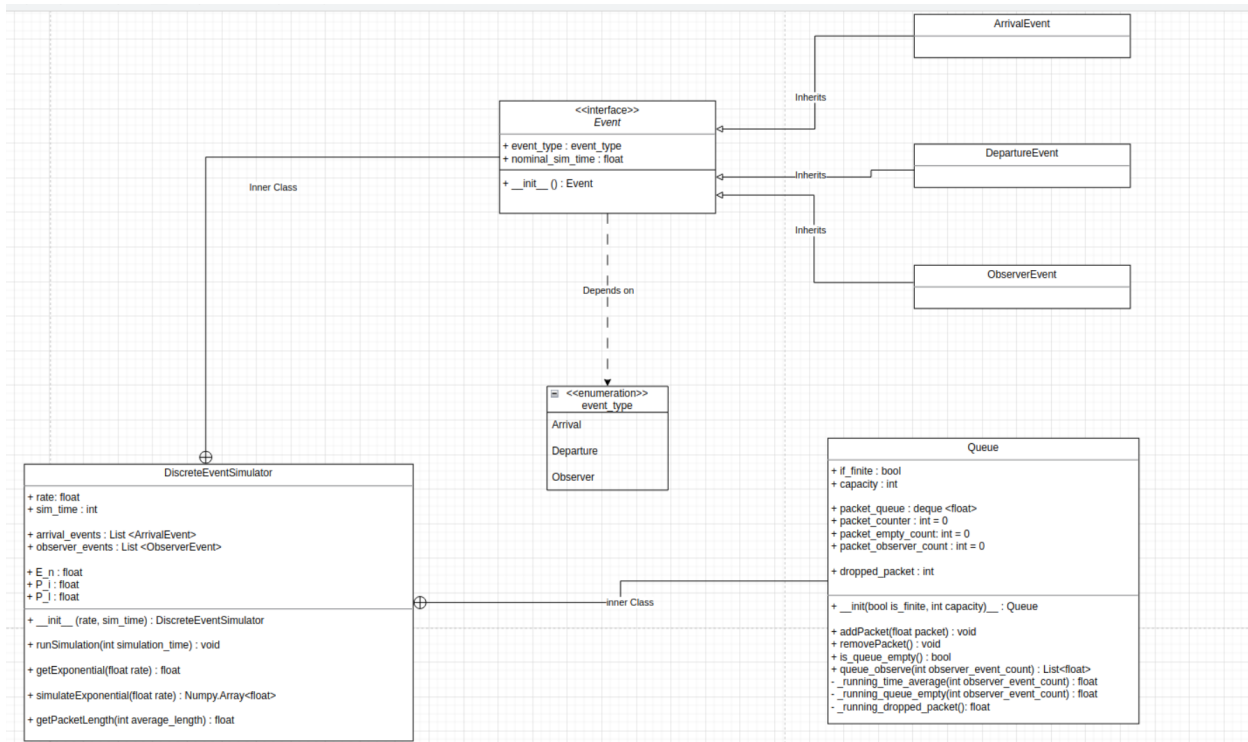 ArrivalEvent
Inherits
<<interface>>
Event
+ event_type : event_type
+ nominal_sim_time : float
+ __init__ () : Event
DepartureEvent
Inherits
Inner Class
Inherits
ObserverEvent
Depends on
<<enumeration>>
event_type
Arrival
Departure
Observer
DiscreteEventSimulator
+ rate: float
+ sim_time : int
+ arrival_events : List <ArrivalEvent>
+ observer_events : List <ObserverEvent>
+ E_n : float
+ P_i : float
+ P_l : float
+ __init__ (rate, sim_time) : DiscreteEventSimulator
+ runSimulation(int simulation_time) : void
+ getExponential(float rate) : float
+ simulateExponential(float rate) : Numpy.Array<float>
+ getPacketLength(int average_length) : float
inner Class
Queue
+ if_finite : bool
+ capacity : int
+ packet_queue : deque <float>
+ packet_counter : int = 0
+ packet_empty_count: int = 0
+ packet_observer_count : int = 0
+ dropped_packet : int
+ __init(bool is_finite, int capacity)__ : Queue
+ addPacket(float packet) : void
+ removePacket() : void
+ is_queue_empty() : bool
+ queue_observe(int observer_event_count) : List<float>
- _running_time_average(int observer_event_count) : float
- _running_queue_empty(int observer_event_count) : float
- _running_dropped_packet(): float